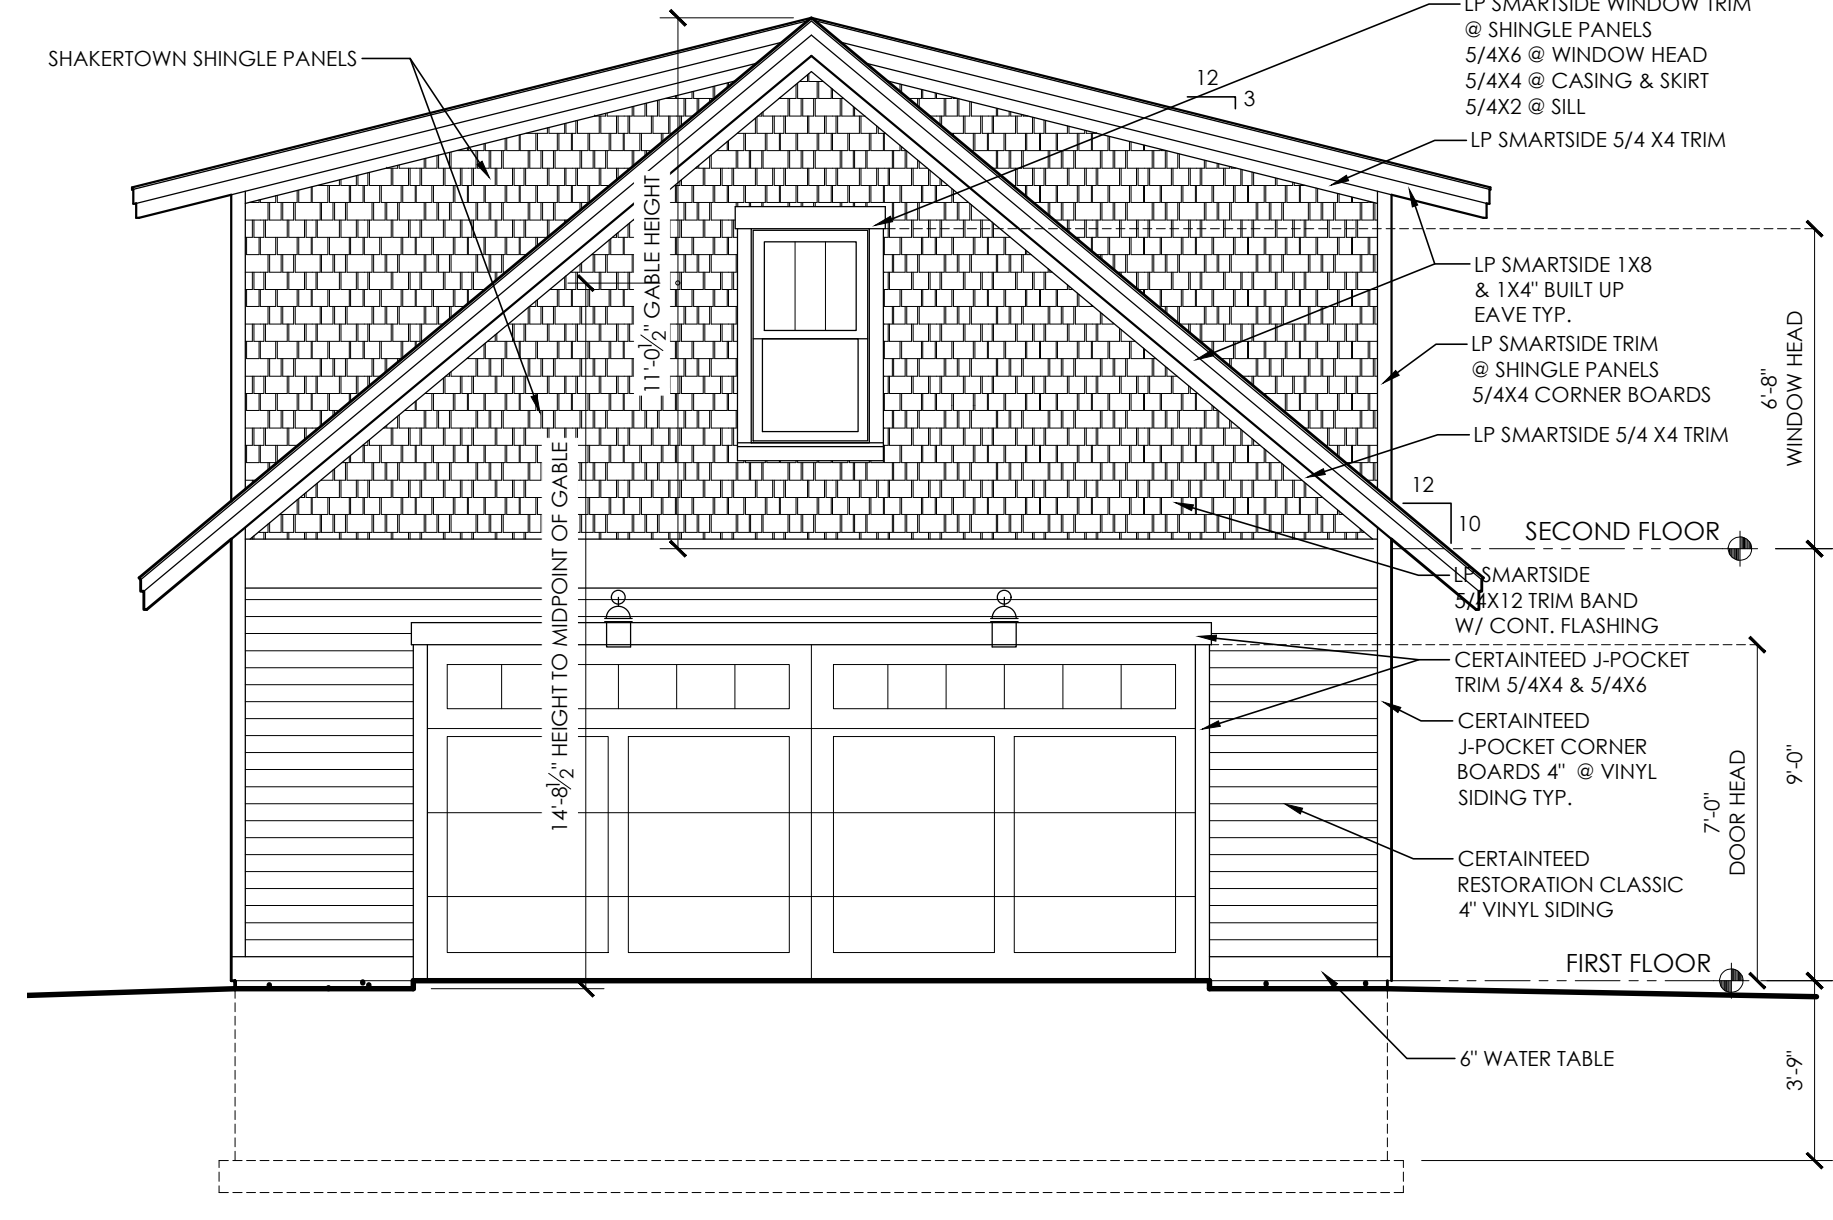 LP SMARTSIDE WINDOW TRIM
@ SHINGLE PANELS
5/4X6 @ WINDOW HEAD
5/4X4 @ CASING & SKIRT
5/4X2 @ SILL
SHAKERTOWN SHINGLE PANELS
12
3
LP SMARTSIDE 5/4 X4 TRIM
11'-0½" GABLE HEIGHT
LP SMARTSIDE 1X8
& 1X4" BUILT UP
EAVE TYP.
LP SMARTSIDE TRIM
@ SHINGLE PANELS
5/4X4 CORNER BOARDS
6'-8"
WINDOW HEAD
LP SMARTSIDE 5/4 X4 TRIM
12
10
SECOND FLOOR
14'-8½" HEIGHT TO MIDPOINT OF GABLE
LP SMARTSIDE
5/4X12 TRIM BAND
W/ CONT. FLASHING
CERTAINTEED J-POCKET
TRIM 5/4X4 & 5/4X6
CERTAINTEED
J-POCKET CORNER
BOARDS 4" @ VINYL
SIDING TYP.
7'-0"
DOOR HEAD
9'-0"
CERTAINTEED
RESTORATION CLASSIC
4" VINYL SIDING
FIRST FLOOR
6" WATER TABLE
3'-9"